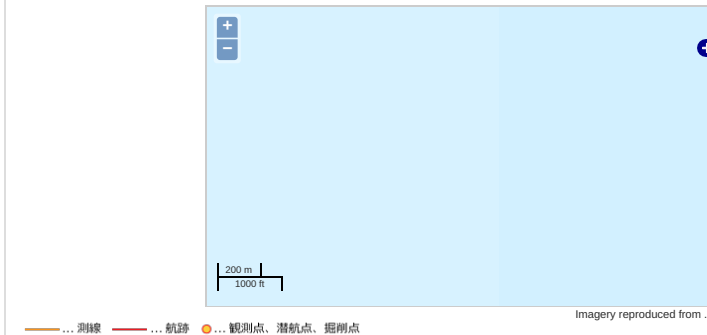 +
−
200 m
1000 ft
Imagery reproduced from .
... 測線 ... 航跡 ... 観測点、潜航点、掘削点